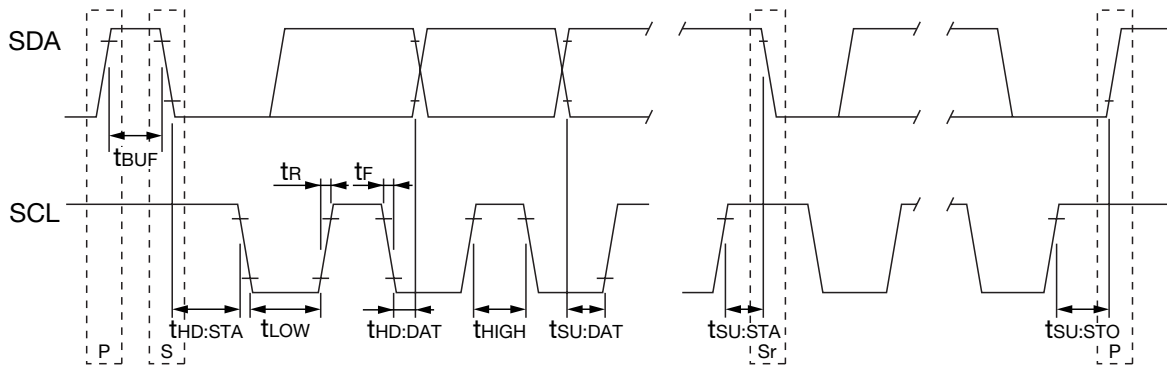 SDA
tBUF
tR
tF
SCL
tHD:STA
tLOW
tHD:DAT
tHIGH
tSU:DAT
tSU:STA
tSU:STO
P
S
Sr
P